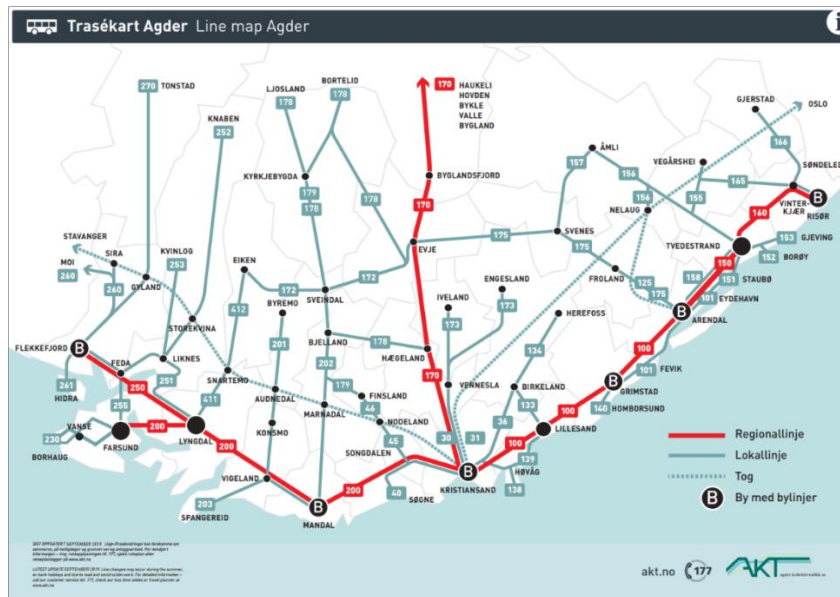 Trasékart Agder Line map Agder
i
270 TONSTAD
KNABEN
252
LJOSLAND
178
BORTELID
178
170 HAUKELI
HOVDEN
BYKLE
VALLE
BYGLAND
OSLO
GJERSTAD
166
SØNDELED
ÅMLI
157
156
VEGÅRSHEI
165
155
156
NELAUG
VINTER-
KJÆR
B
RISØR
160
KYRKJEBYGDA
179
178
178
BYGLANDSFJORD
170
EVJE
175
SVENES
175
TVEDESTRAND
153 GJEVING
152 BORØY
150
STAVANGER
MOI
260
SIRA
260
KVINLOG
253
GYLAND
EIKEN
172
SVEINDAL
172
412
BYREMO
201
STOREKVINA
FROLAND
125
175
158
151 STAUBØ
101 EYDEHAVN
B
ARENDAL
ENGESLAND
173
IVELAND
173
HEREFOSS
134
BJELLAND
178
HÆGELAND
202
FLEKKEFJORD
B
FEDA
LIKNES
250
251
261
HIDRA
255
SNARTEMO
411
AUDNEDAL
KONSMO
179
FINSLAND
46
MARNADAL
NODELAND
45
170
VENNESLA
BIRKELAND
36
133
100
101
FEVIK
B
GRIMSTAD
140 HOMBORSUND
100
VANSE
230
BORHAUG
FARSUND
200
LYNGDAL
200
VIGELAND
203
SPANGEREID
B
MANDAL
200
SONGDALEN
40
SØGNE
30
31
B
KRISTIANSAND
100
LILLESAND
139
HØVÅG
138
Regionallinje
Lokallinje
Tog
B By med bylinjer
akt.no
177
AKT